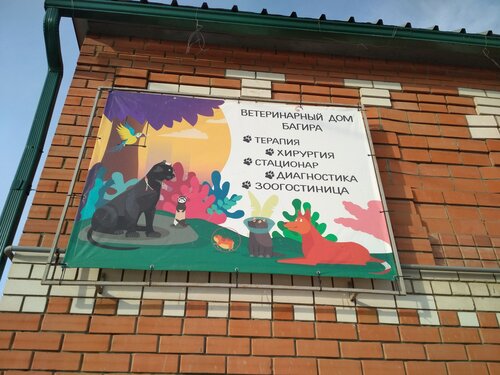 ВЕТЕРИНАРНЫЙ ДОМ
БАГИРА
ТЕРАПИЯ
ХИРУРГИЯ
СТАЦИОНАР
ДИАГНОСТИКА
ЗООГОСТИНИЦА